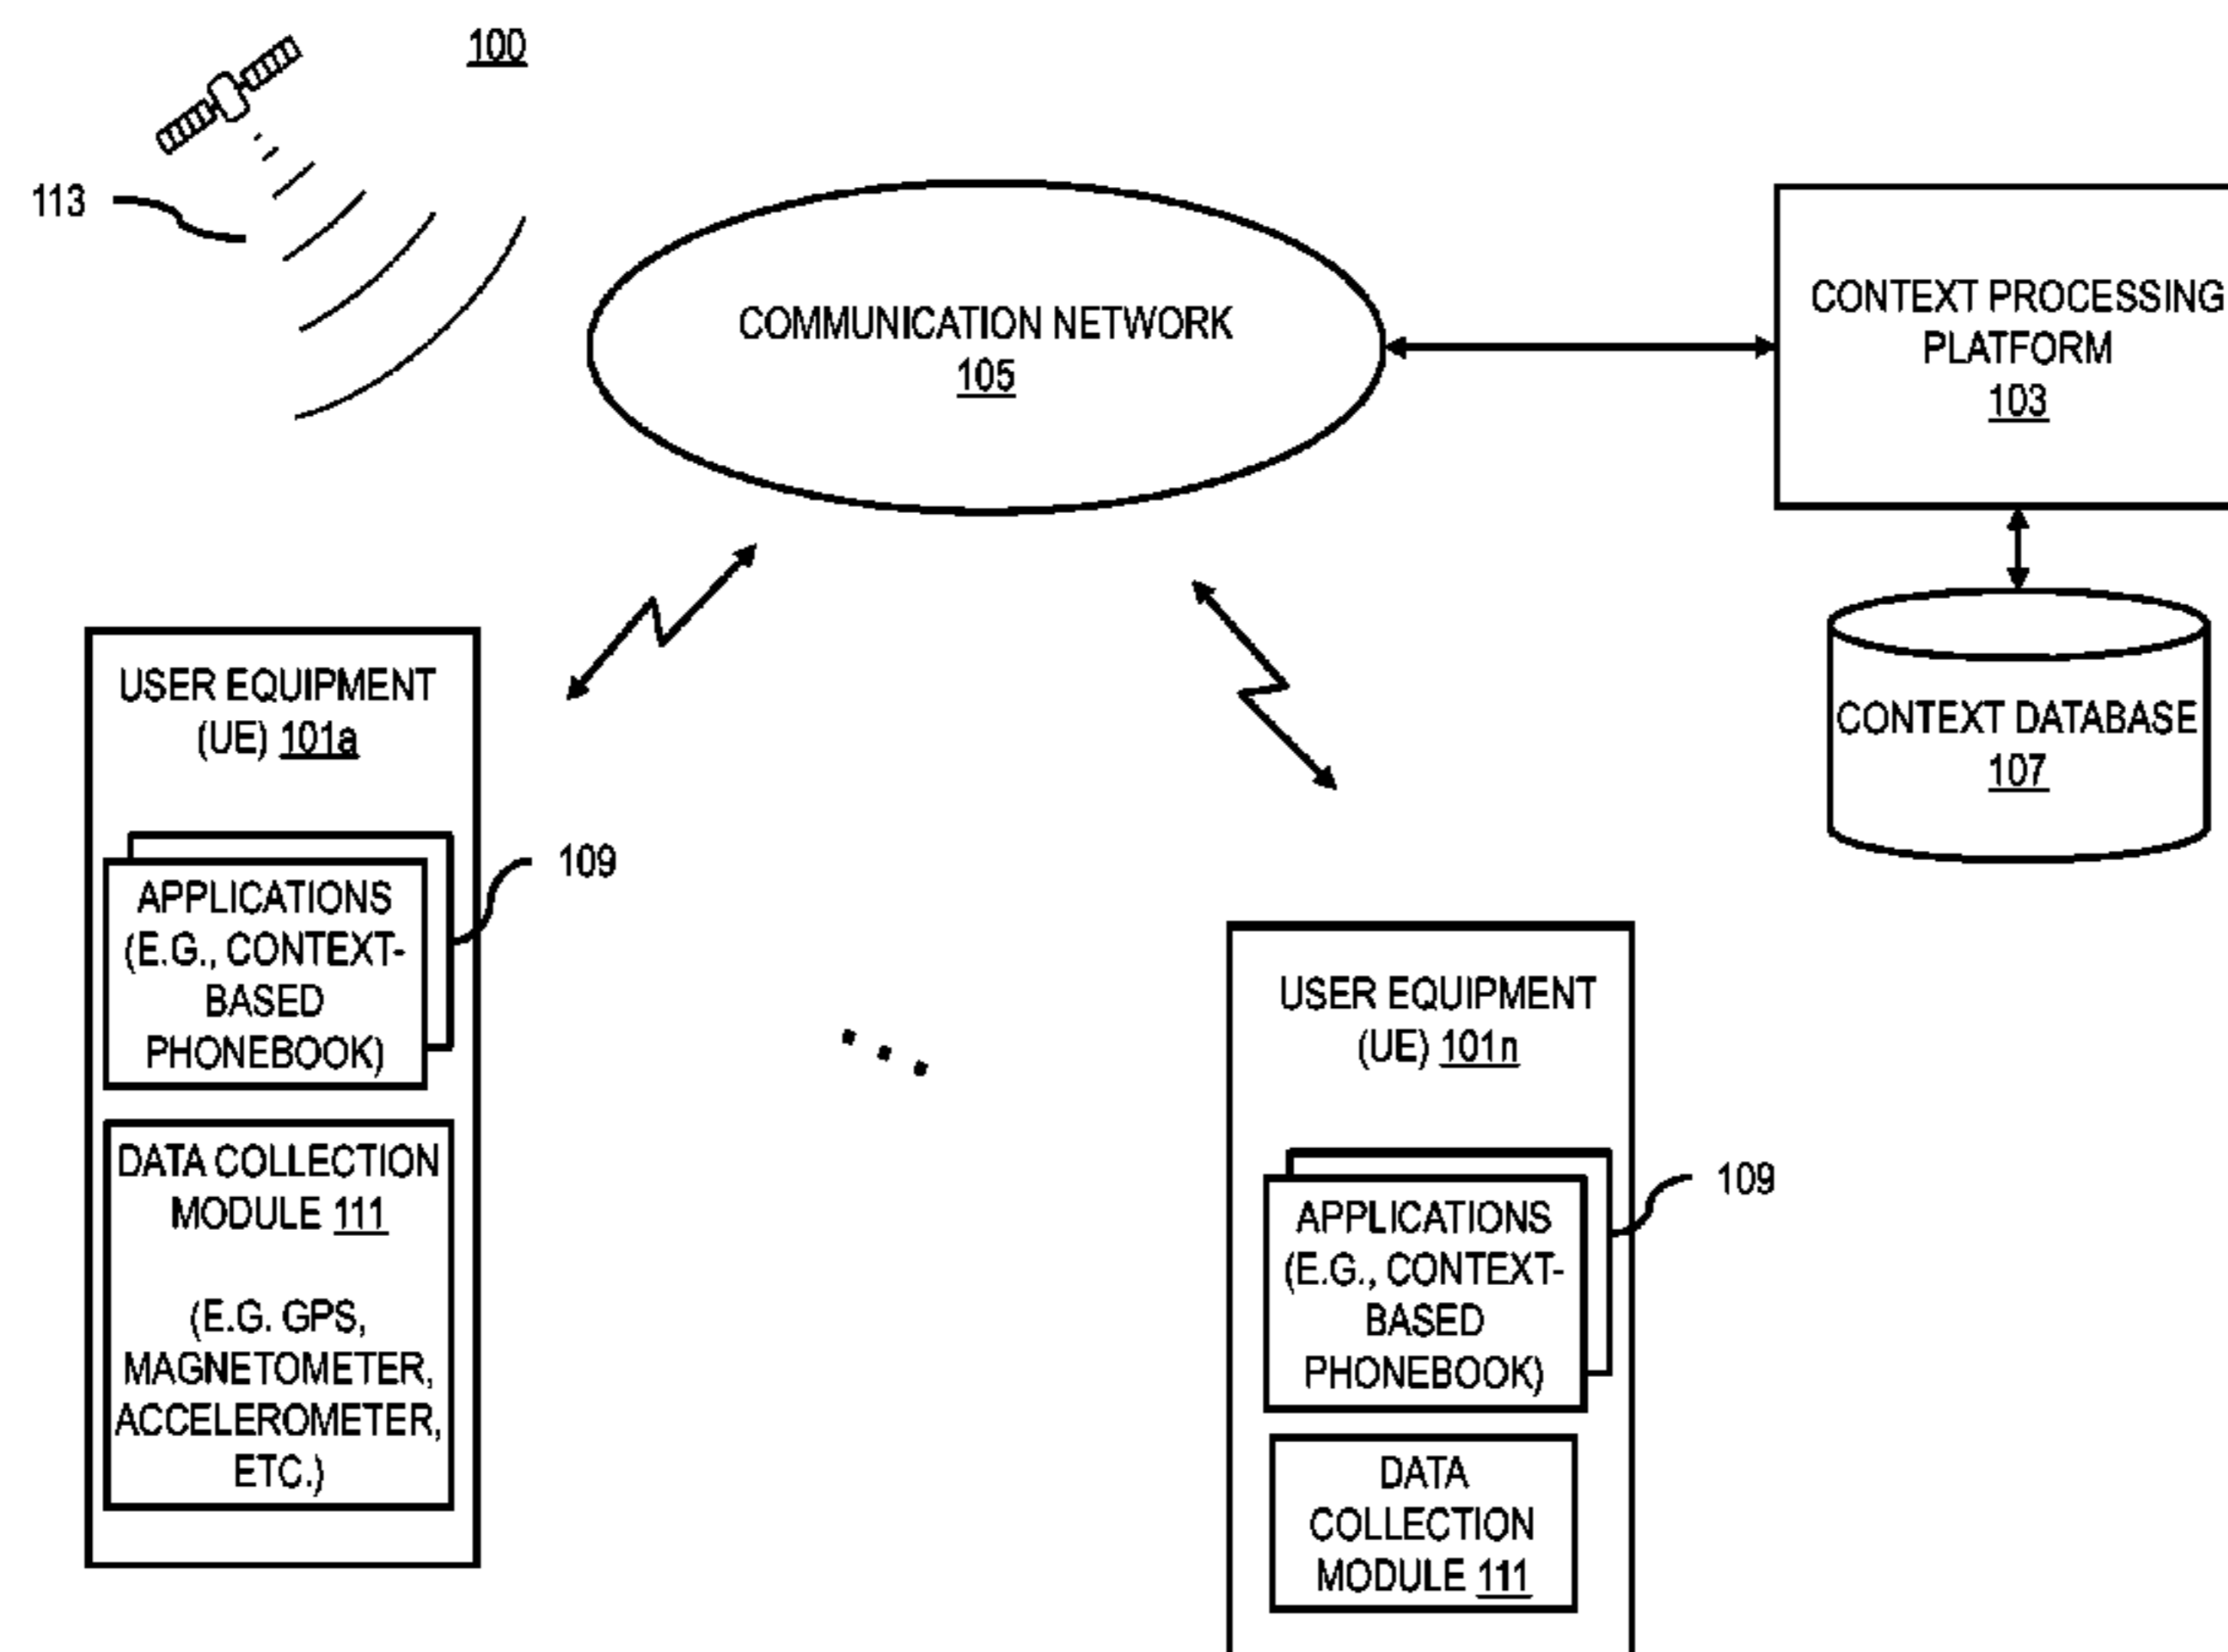 100
113
COMMUNICATION NETWORK
105
CONTEXT PROCESSING
PLATFORM
103
CONTEXT DATABASE
107
USER EQUIPMENT
(UE) 101a
109
APPLICATIONS
(E.G., CONTEXT-
BASED
PHONEBOOK)
DATA COLLECTION
MODULE 111
(E.G. GPS,
MAGNETOMETER,
ACCELEROMETER,
ETC.)
USER EQUIPMENT
(UE) 101n
109
APPLICATIONS
(E.G., CONTEXT-
BASED
PHONEBOOK)
DATA
COLLECTION
MODULE 111